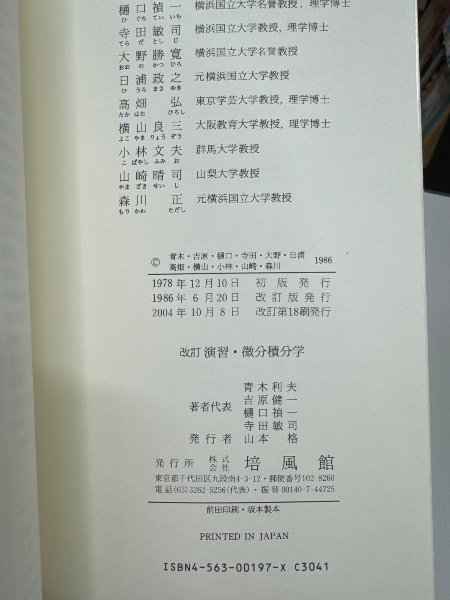 樋口禎一 横浜国立大学名誉教授, 理学博士
ひ ぐち てい いち
寺田敏司 横浜国立大学教授, 理学博士
てら だ とし じ
大野勝寛 横浜国立大学名誉教授
おお の かつ ひろ
日浦政之 元横浜国立大学教授
ひ うら まさ ゆき
高畑弘 東京学芸大学教授, 理学博士
たか はた ひろし
横山良三 大阪教育大学教授, 理学博士
よこ やま りょう ぞう
小林文夫 群馬大学教授
こ ばやし ふみ お
山崎晴司 山梨大学教授
やま ざき せい し
森川正 元横浜国立大学教授
もり かわ ただし
© 青木・吉原・樋口・寺田・大野・日浦
高畑・横山・小林・山崎・森川 1986
1978年12月10日 初版発行
1986年6月20日 改訂版発行
2004年10月8日 改訂第18刷発行
改訂 演習・微分積分学
著者代表 青木利夫
吉原健一
樋口禎一
寺田敏司
発行者 山本格
発行所 株式会社 培風館
東京都千代田区九段南4-3-12・郵便番号102 8260
電話(03)3262-5256(代表)・振替00140-7-44725
前田印刷・坂本製本
PRINTED IN JAPAN
ISBN4-563-00197-X C3041